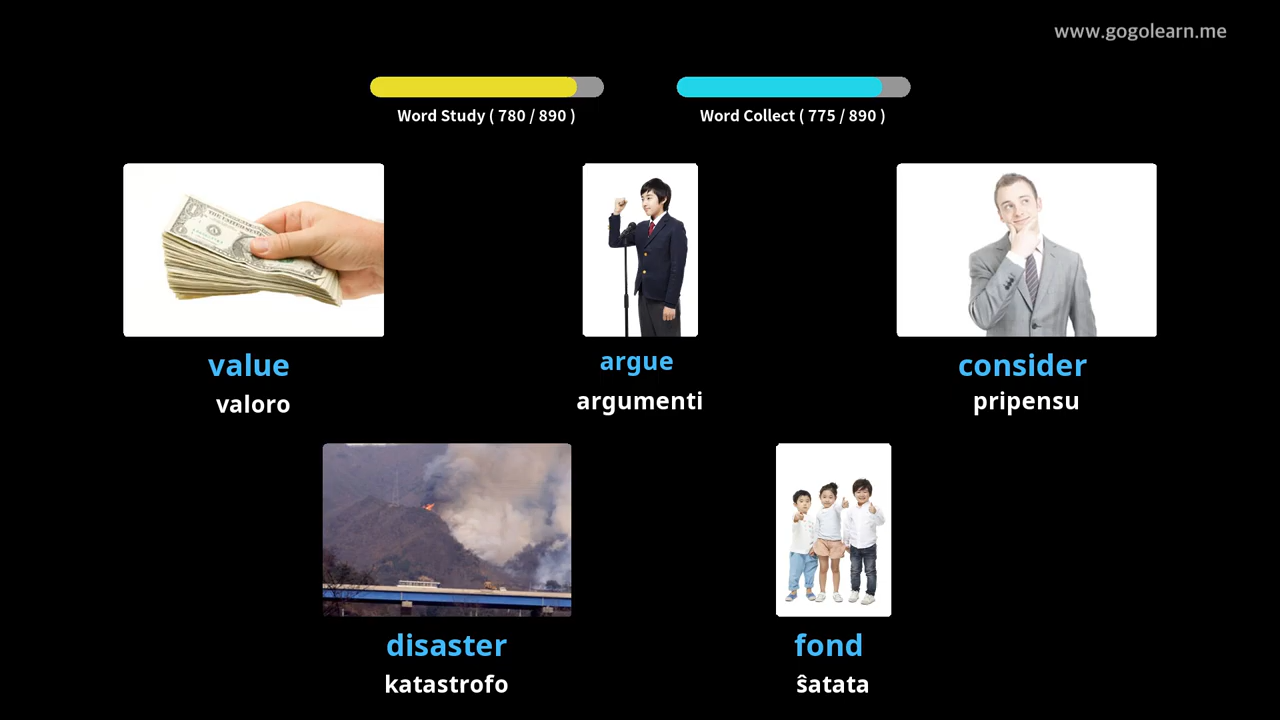 www.gogolearn.me
Word Study ( 780 / 890 )
Word Collect ( 775 / 890 )
value
valoro
argue
argumenti
consider
pripensu
disaster
katastrofo
fond
ŝatata